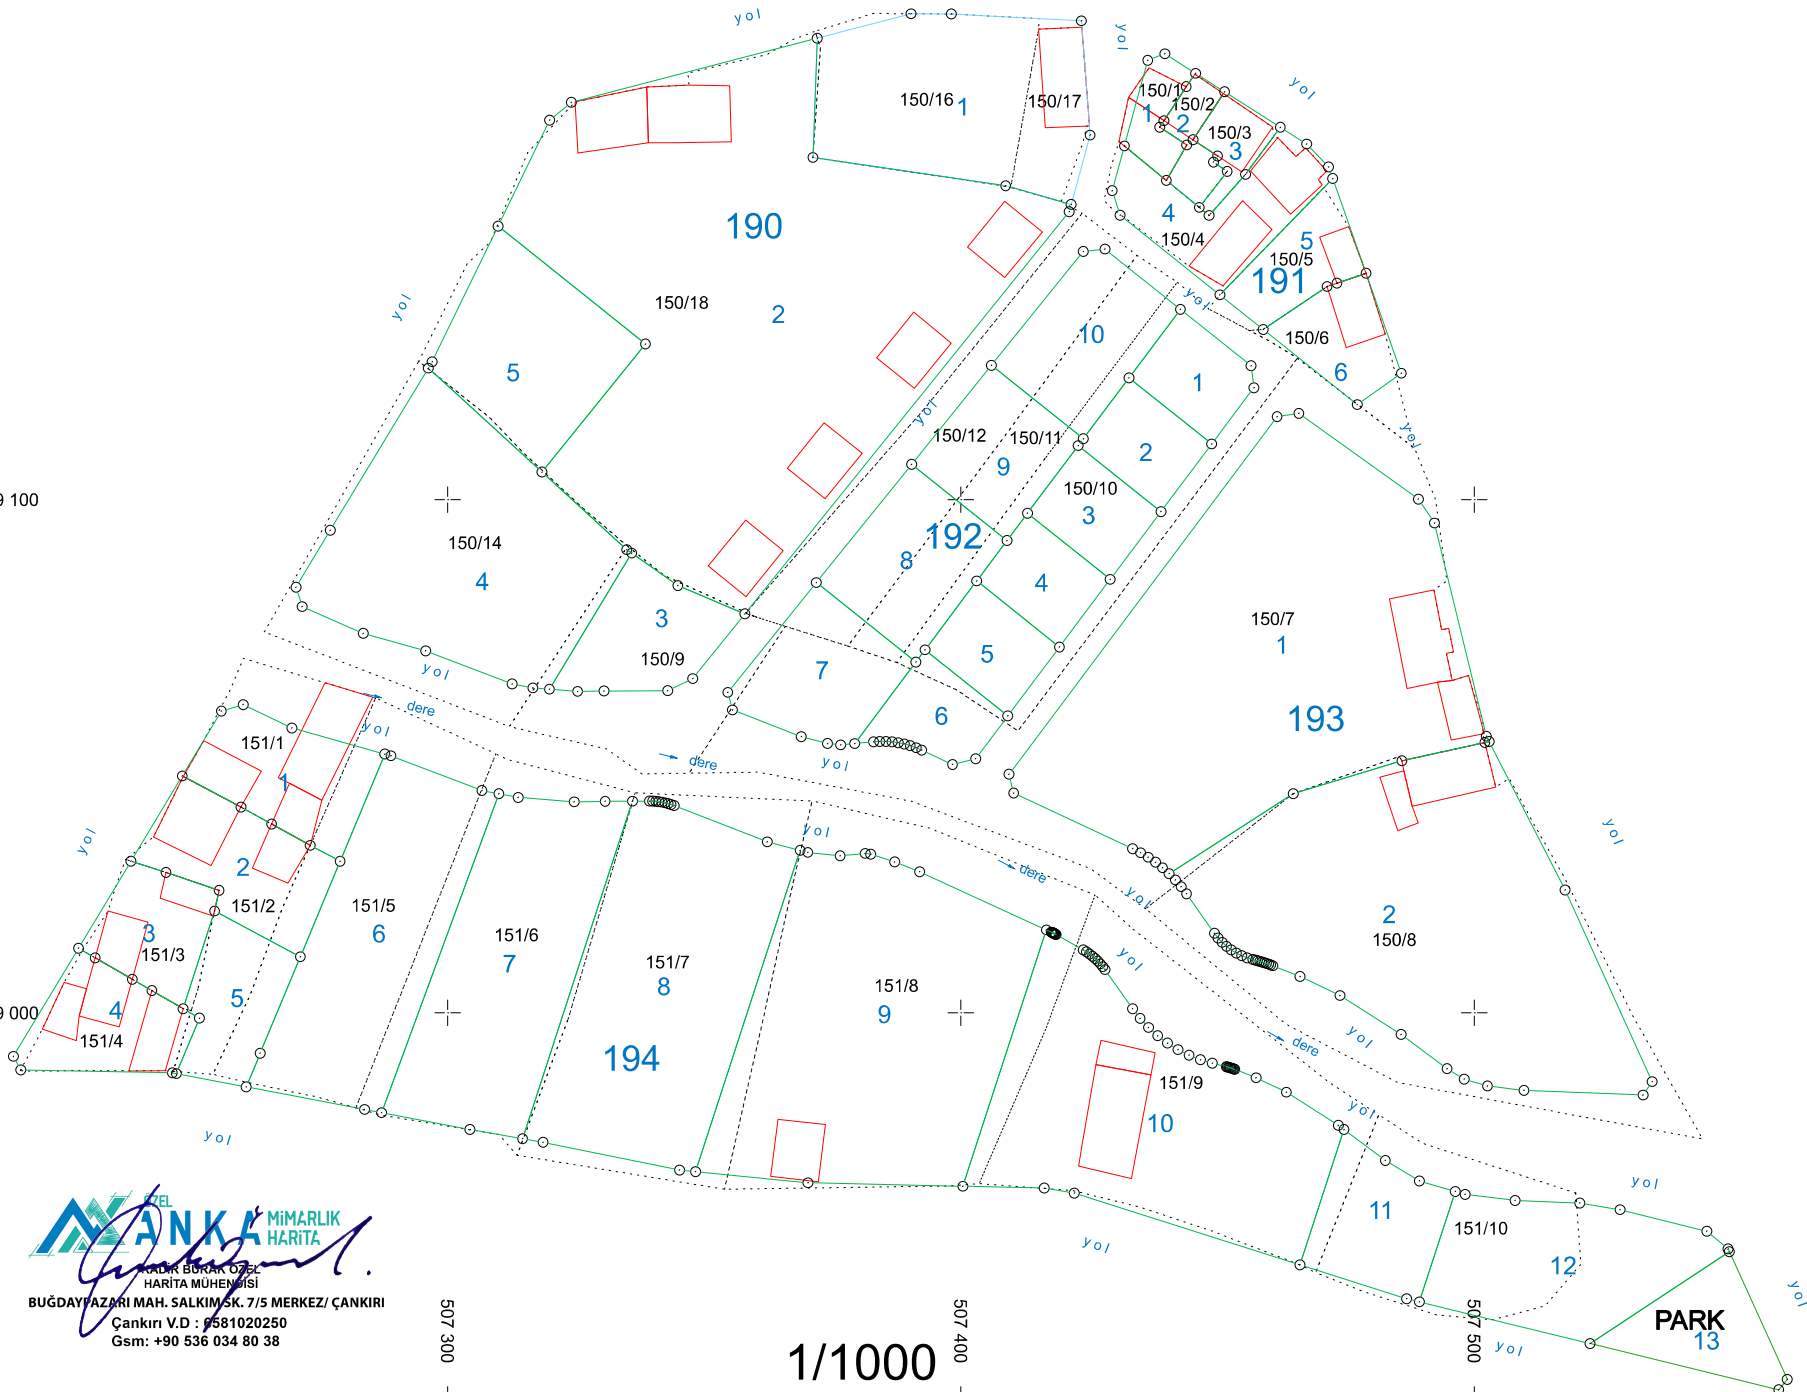 yol
yol
yol
150/16
1
150/17
150/1
1
150/2
2
150/3
3
190
4
150/4
5
150/5
191
yol
150/18
2
yol
10
150/6
6
5
1
yol
150/12
150/11
9
2
yol
9 100
150/10
3
192
150/14
4
8
4
3
150/9
5
150/7
1
7
yol
dere
6
193
151/1
yol
dere
yol
1
yol
yol
yol
2
151/2
151/5
6
dere
yol
2
150/8
3
151/3
151/6
7
151/7
8
151/8
9
yol
5
9 000
4
151/4
yol
dere
194
151/9
10
yol
yol
yol
11
151/10
yol
12
yol
PARK
13
yol
ÖZEL
ANKA MİMARLIK
HARİTA
KADİR BURAK ÖZEL
HARİTA MÜHENDİSİ
BUĞDAYPAZARI MAH. SALKIM SK. 7/5 MERKEZ/ ÇANKIRI
Çankırı V.D : 6581020250
Gsm: +90 536 034 80 38
507 300
507 400
507 500
1/1000